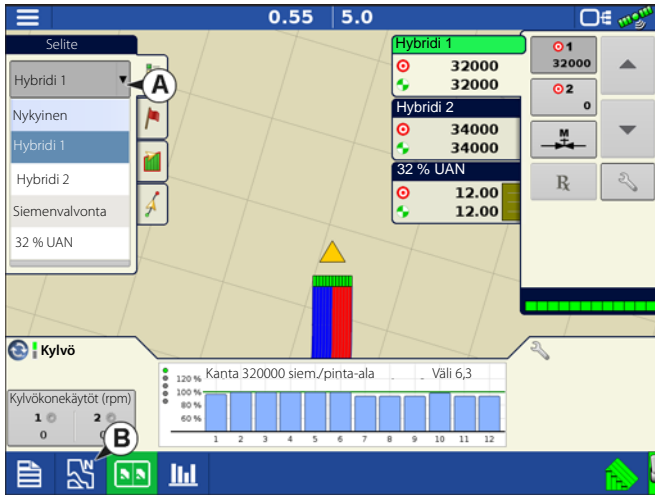 0.55 5.0
Selite
Hybridi 1
A
Nykyinen
Hybridi 1
Hybridi 2
Siemenvalvonta
32 % UAN
Hybridi 1
32000
32000
Hybridi 2
34000
34000
32 % UAN
12.00
12.00
1
32000
2
0
M
Rx
Kylvö
Kylvökonekäytöt (rpm)
1 2
0
B
Kanta 320000 siem./pinta-ala Väli 6,3
120 %
100 %
80 %
60 %
1 2 3 4 5 6 7 8 9 10 11 12
N